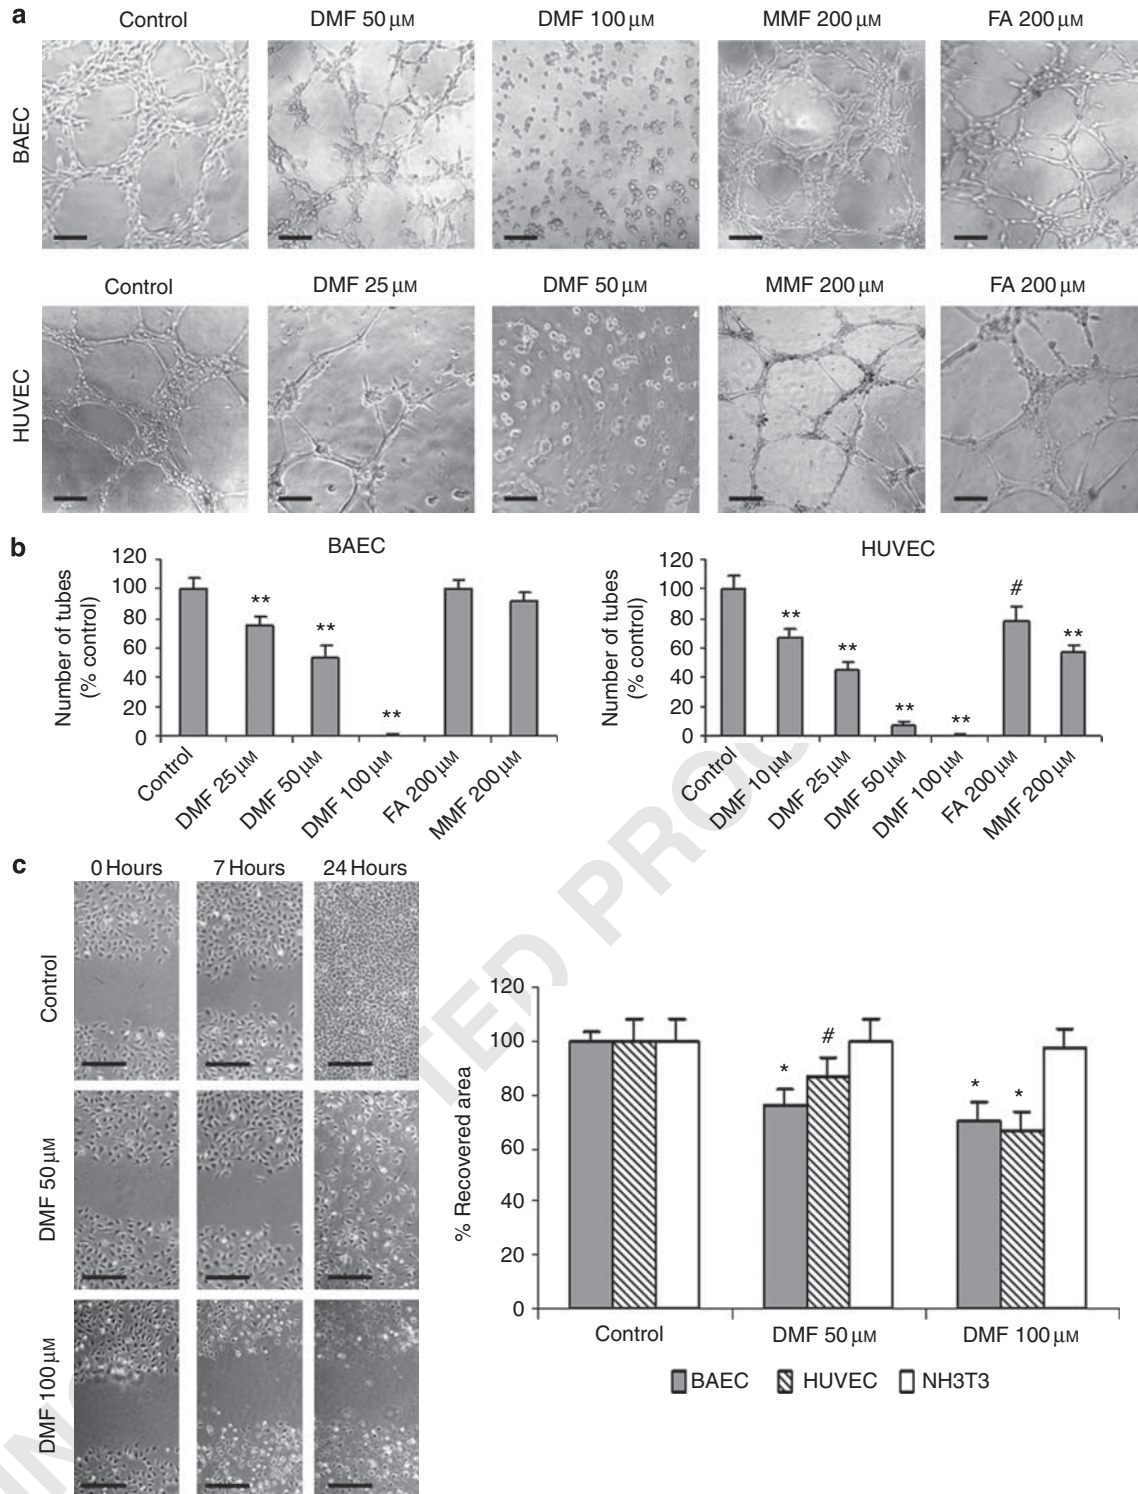 a
Control DMF 50 µM DMF 100 µM MMF 200 µM FA 200 µM
BAEC
Control DMF 25 µM DMF 50 µM MMF 200 µM FA 200 µM
HUVEC
b
BAEC
Number of tubes
(% control)
120
100
80
60
40
20
0
**
**
**
Control DMF 25 µM DMF 50 µM DMF 100 µM FA 200 µM MMF 200 µM
HUVEC
Number of tubes
(% control)
120
100
80
60
40
20
0
**
**
**
**
#
**
Control DMF 10 µM DMF 25 µM DMF 50 µM DMF 100 µM FA 200 µM MMF 200 µM
c
0 Hours 7 Hours 24 Hours
Control
DMF 50 µM
DMF 100 µM
% Recovered area
120
100
80
60
40
20
0
*
#
*
*
Control DMF 50 µM DMF 100 µM
BAEC HUVEC NH3T3
TED PROO